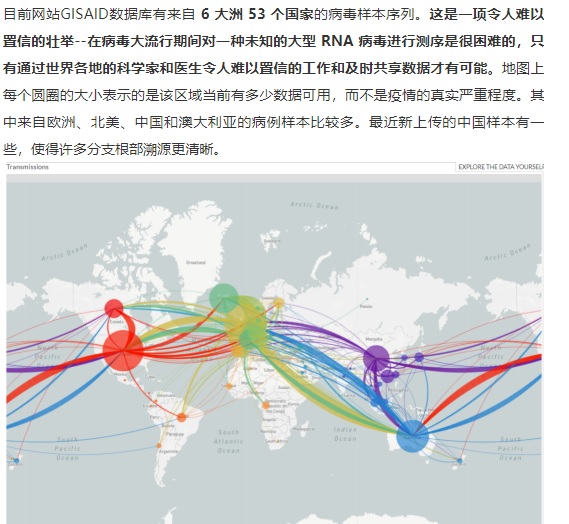 目前网站GISAID数据库有来自 6 大洲 53 个国家的病毒样本序列。这是一项令人难以
置信的壮举--在病毒大流行期间对一种未知的大型 RNA 病毒进行测序是很困难的，只
有通过世界各地的科学家和医生令人难以置信的工作和及时共享数据才有可能。地图上
每个圆圈的大小表示的是该区域当前有多少数据可用，而不是疫情的真实严重程度。其
中来自欧洲、北美、中国和澳大利亚的病例样本比较多。最近新上传的中国样本有一
些，使得许多分支根部溯源更清晰。
Transmissions
EXPLORE THE DATA YOURSELF
Arctic Ocean
Arctic Ocean
Arctic Ocean
Greenland
Canada
Russia
Mongolia
South
Pacific
South
Pacific
Paraguay
Argentina
South
Atlantic
Ocean
Indian
Ocean
South
Pacific
Ocean
South
Pacific
Ocean